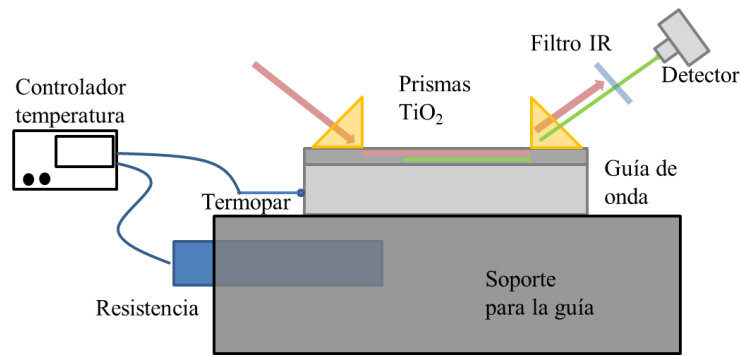 Filtro IR
Detector
Controlador
temperatura
Prismas
TiO₂
Guía de
onda
Termopar
Resistencia
Soporte
para la guía